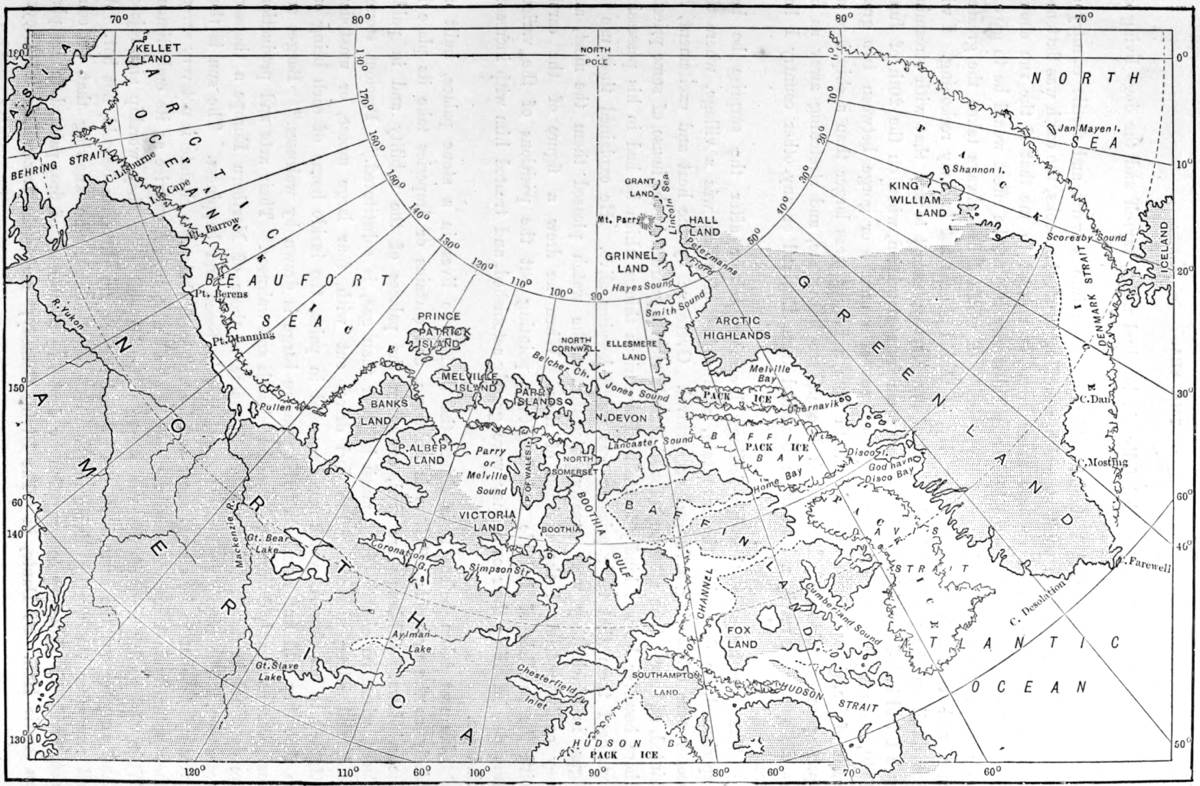 70°
80°
90°
80°
70°
160°
ASIA
KELLET
LAND
ARCTIC OCEAN
PACK
180°
170°
160°
150°
140°
130°
120°
110°
100°
90°
NORTH
POLE
0°
10°
20°
30°
40°
50°
NORTH
SEA
Jan Mayen I.
PACK
Shannon I.
KING
WILLIAM
LAND
10°
Scoresby Sound
ICELAND
DENMARK STRAIT
BEHRING STRAIT
C. Lisburne
I. Cape
Pt. Barrow
BEAUFORT
SEA
Pt. Berens
Pt. Manning
R. Yukon
Pullen I.
GRANT
LAND
Lincoln Sea
Mt. Parry
HALL
LAND
Petermanns
Fiord
GRINNEL
LAND
Hayes Sound
Smith Sound
ARCTIC
HIGHLANDS
GREENLAND
PRINCE
PATRICK
ISLAND
NORTH
CORNWALL
ELLESMERE
LAND
Belcher Ch.
Jones Sound
Melville
Bay
MELVILLE
ISLAND
PARRY
ISLANDS
BANKS
LAND
N. DEVON
PACK ICE
Upernavik
C. Dan
30°
150°
P. ALBERT
LAND
Parry
or
Melville
Sound
P. OF WALES I.
NORTH
SOMERSET
Lancaster Sound
BAFFIN
PACK ICE
BAY
Disco I.
Godhavn
Disco Bay
C. Mosting
Home Bay
VICTORIA
LAND
BOOTHIA
BOOTHIA
GULF
BAFFIN LAND
PACK ICE
DAVIS
STRAIT
60°
60°
140°
40°
Mackenzie R.
Gt. Bear
Lake
Coronation
G.
Simpson Str.
C. Farewell
C. Desolation
FOX CHANNEL
Cumberland Sound
FOX
LAND
ATLANTIC
OCEAN
NORTH
AMERICA
Aylman
Lake
Gt. Slave
Lake
Chesterfield
Inlet
SOUTHAMPTON
LAND
HUDSON
STRAIT
HUDSON BAY
PACK ICE
130°
50°
120°
110°
60°
100°
90°
80°
60°
70°
60°